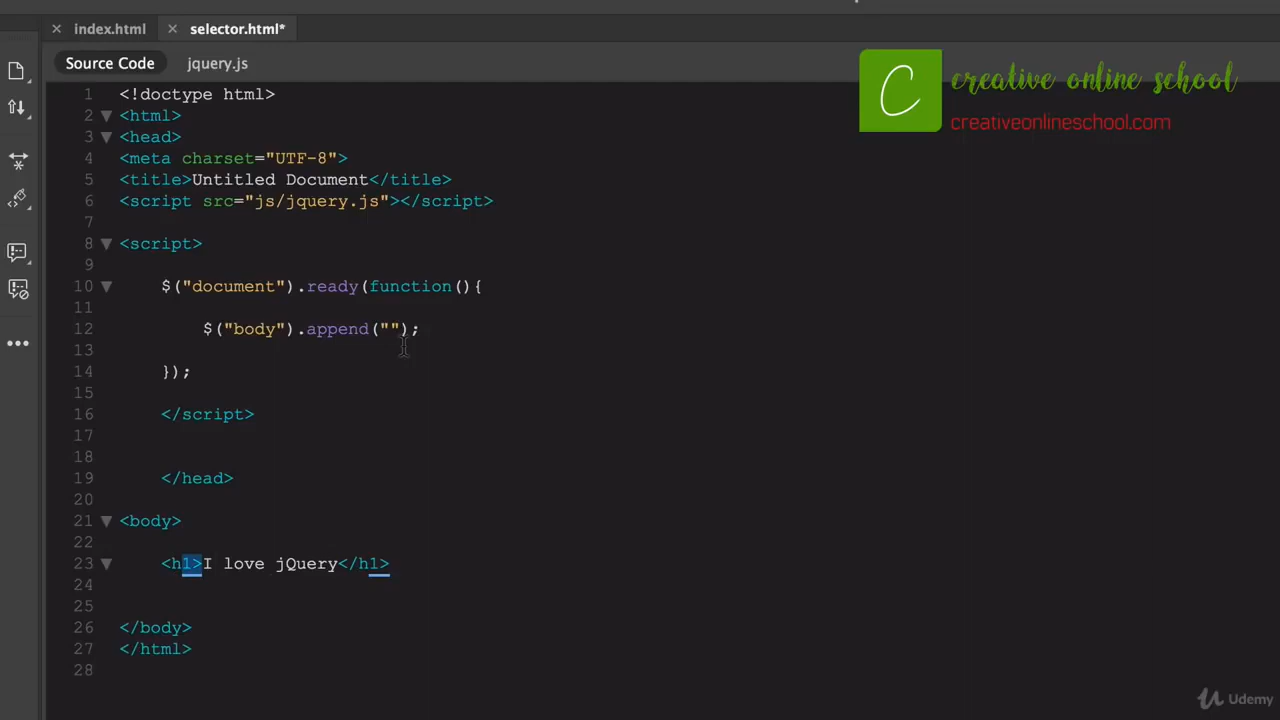 index.html
selector.html*
Source Code
jquery.js
C creative online school
creativeonlineschool.com
1 <!doctype html>
2 <html>
3 <head>
4 <meta charset="UTF-8">
5 <title>Untitled Document</title>
6 <script src="js/jquery.js"></script>
7
8 <script>
9
10 $("document").ready(function(){
11
12 $("body").append("");
13
14 });
15
16 </script>
17
18
19 </head>
20
21 <body>
22
23 <h1>I love jQuery</h1>
24
25
26 </body>
27 </html>
28
Udemy